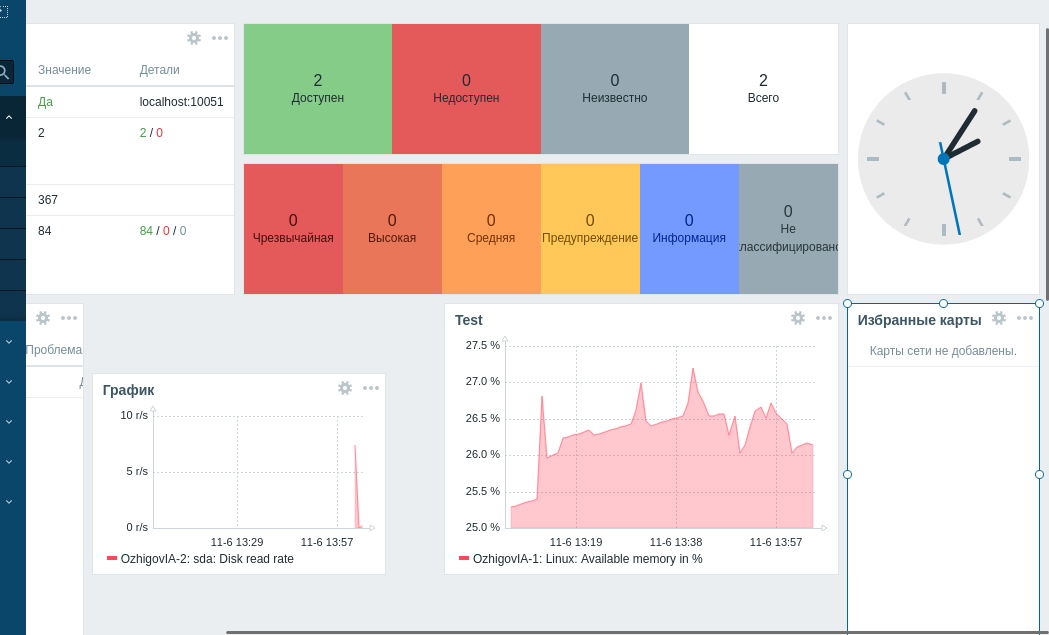 Значение Детали
Да localhost:10051
2 2 / 0
367
84 84 / 0 / 0
2 0 0 2
Доступен Недоступен Неизвестно Всего
0 0 0 0 0 0
Чрезвычайная Высокая Средняя Предупреждение Информация Не
лассифицировано
Проблема
График
10 r/s
5 r/s
0 r/s
11-6 13:29 11-6 13:57
OzhigovIA-2: sda: Disk read rate
Test
27.5 %
27.0 %
26.5 %
26.0 %
25.5 %
25.0 %
11-6 13:19 11-6 13:38 11-6 13:57
OzhigovIA-1: Linux: Available memory in %
Избранные карты
Карты сети не добавлены.